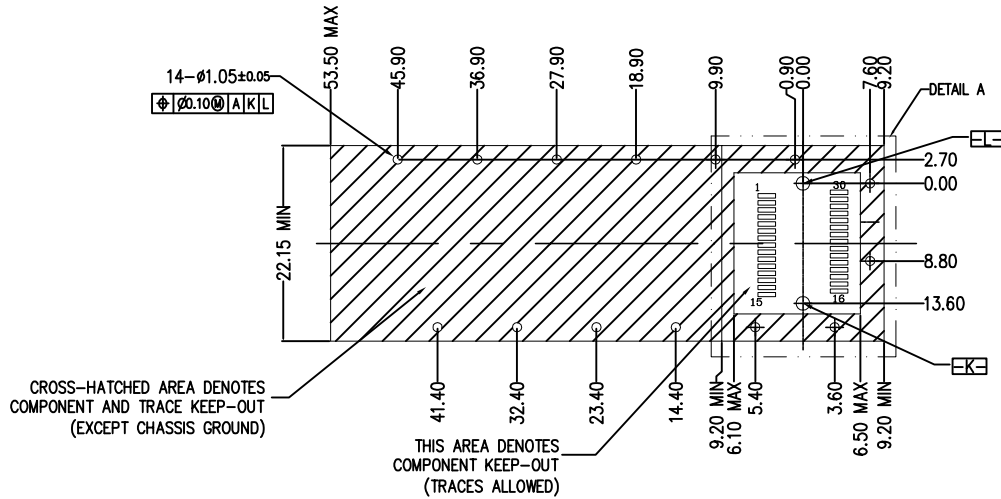 53.50 MAX
45.90
36.90
27.90
18.90
9.90
0.90
0.00
7.60
9.20
14-Ø1.05±0.05
⌖ Ø0.10Ⓜ A K L
DETAIL A
-L-
2.70
0.00
1
30
22.15 MIN
8.80
15
16
13.60
-K-
41.40
32.40
23.40
14.40
9.20 MIN
6.10 MAX
5.40
3.60
6.50 MAX
9.20 MIN
CROSS-HATCHED AREA DENOTES
COMPONENT AND TRACE KEEP-OUT
(EXCEPT CHASSIS GROUND)
THIS AREA DENOTES
COMPONENT KEEP-OUT
(TRACES ALLOWED)